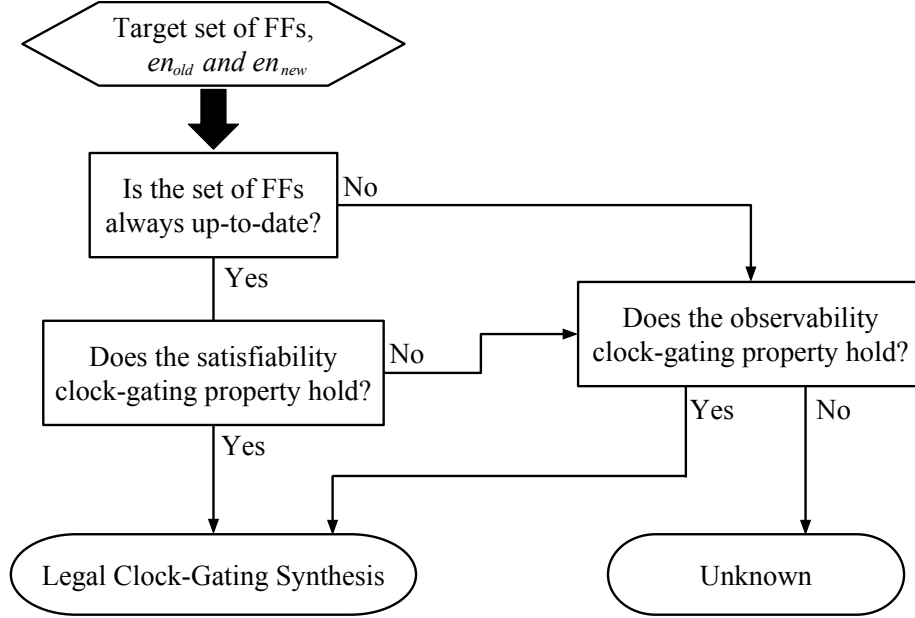 Target set of FFs,
en_old and en_new
Is the set of FFs
always up-to-date?
No
Yes
Does the satisfiability
clock-gating property hold?
No
Does the observability
clock-gating property hold?
Yes
Yes
No
Legal Clock-Gating Synthesis
Unknown